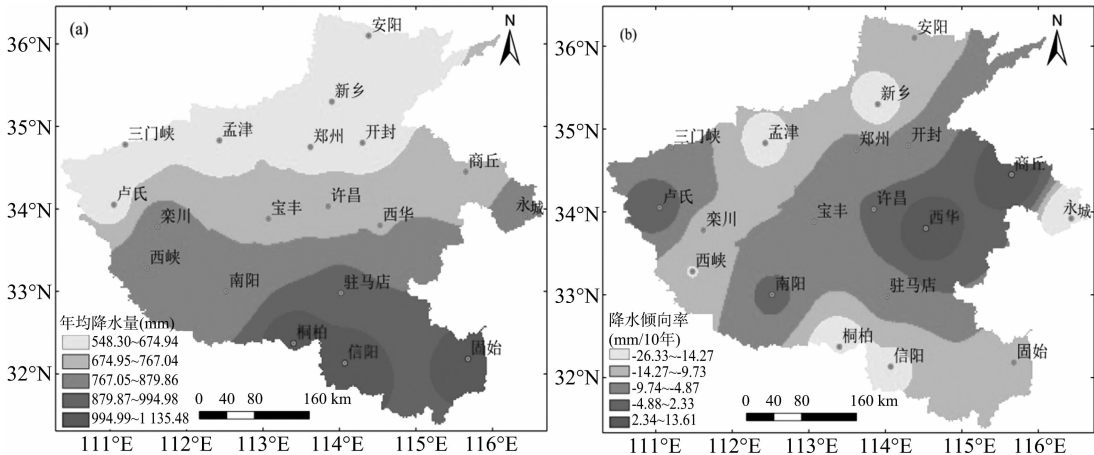 (a)
N
安阳
36°N
新乡
35°N
三门峡
孟津
郑州
开封
商丘
卢氏
许昌
34°N
宝丰
西华
永城
栾川
西峡
南阳
驻马店
33°N
年均降水量(mm)
桐柏
548.30~674.94
信阳
固始
674.95~767.04
32°N
767.05~879.86
879.87~994.98
0 40 80 160 km
994.99~1 135.48
111°E 112°E 113°E 114°E 115°E 116°E
(b)
N
安阳
36°N
新乡
35°N
三门峡
孟津
郑州
开封
商丘
卢氏
许昌
34°N
宝丰
西华
永城
栾川
西峡
南阳
驻马店
33°N
降水倾向率
(mm/10年)
桐柏
信阳
固始
-26.33~-14.27
32°N
-14.27~-9.73
-9.74~-4.87
-4.88~2.33
0 40 80 160 km
2.34~13.61
111°E 112°E 113°E 114°E 115°E 116°E